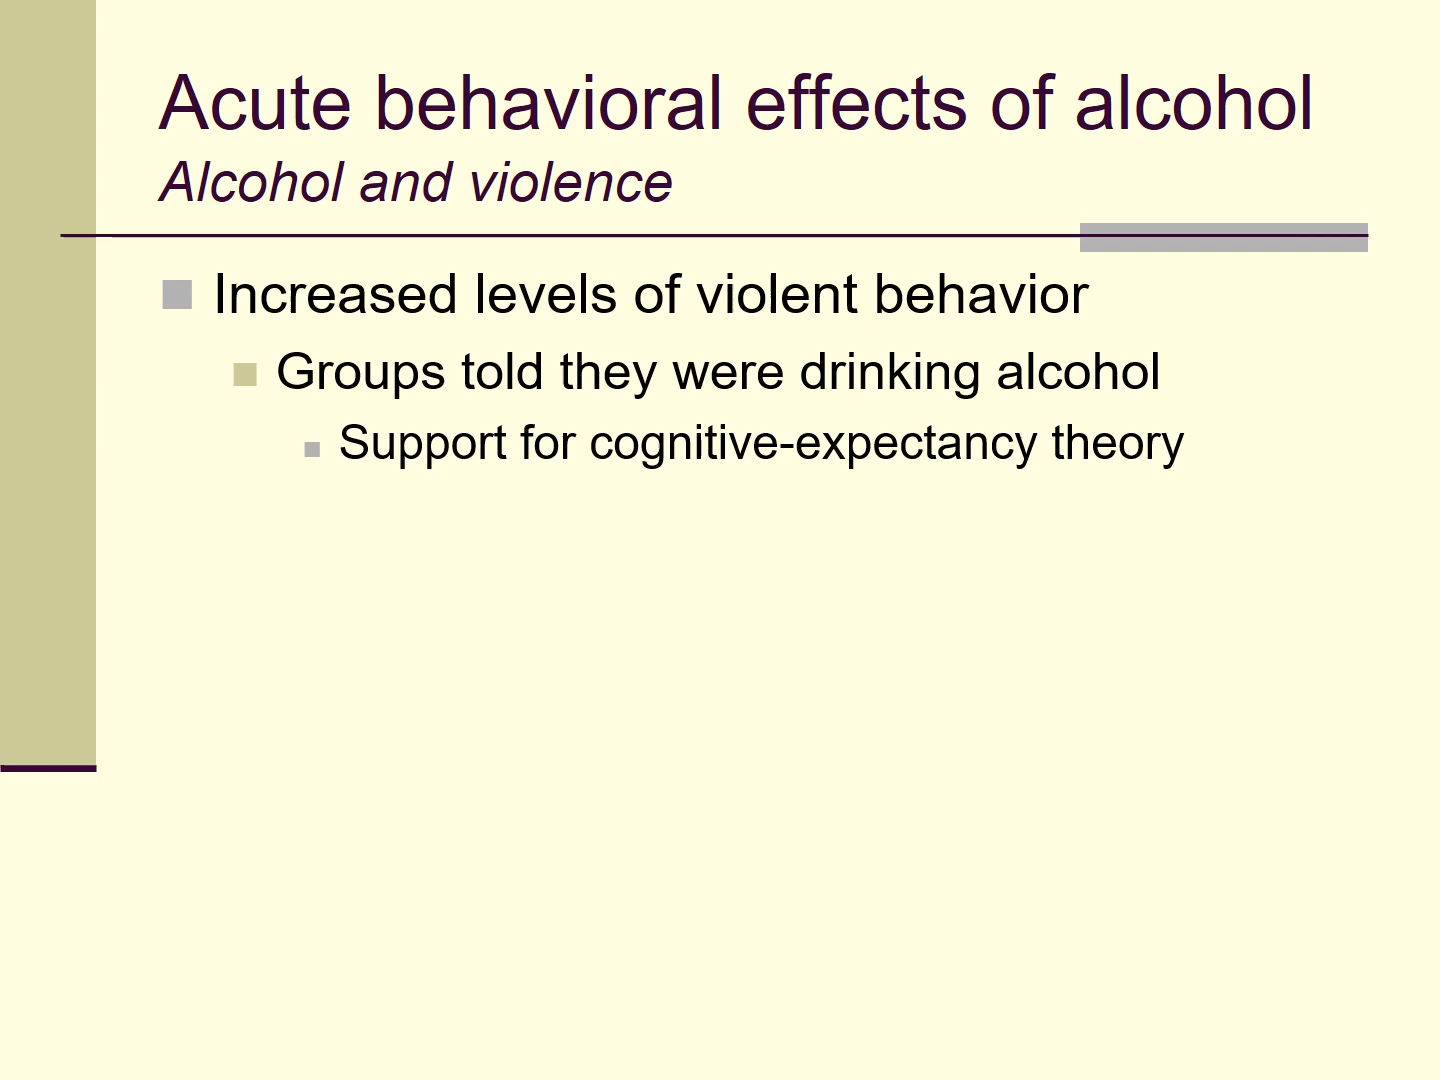 Acute behavioral effects of alcohol
Alcohol and violence
Increased levels of violent behavior
Groups told they were drinking alcohol
Support for cognitive-expectancy theory